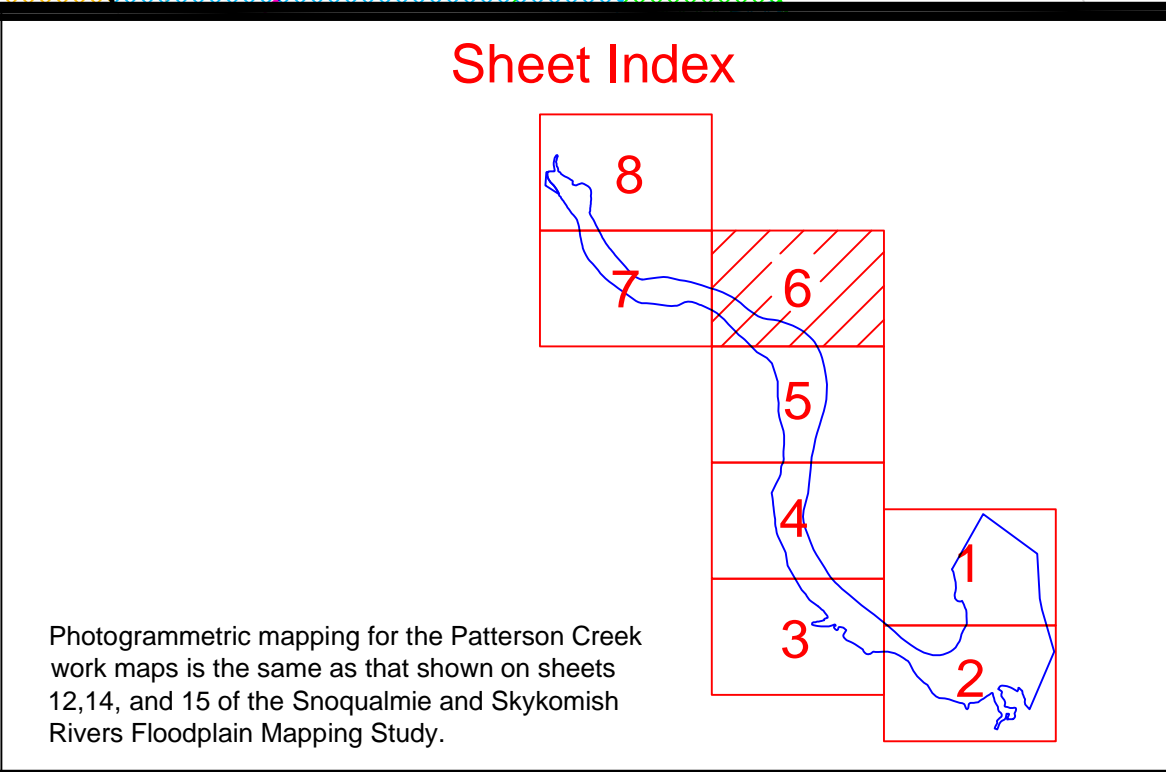 Sheet Index
8
7
6
5
4
1
3
2
Photogrammetric mapping for the Patterson Creek
work maps is the same as that shown on sheets
12,14, and 15 of the Snoqualmie and Skykomish
Rivers Floodplain Mapping Study.